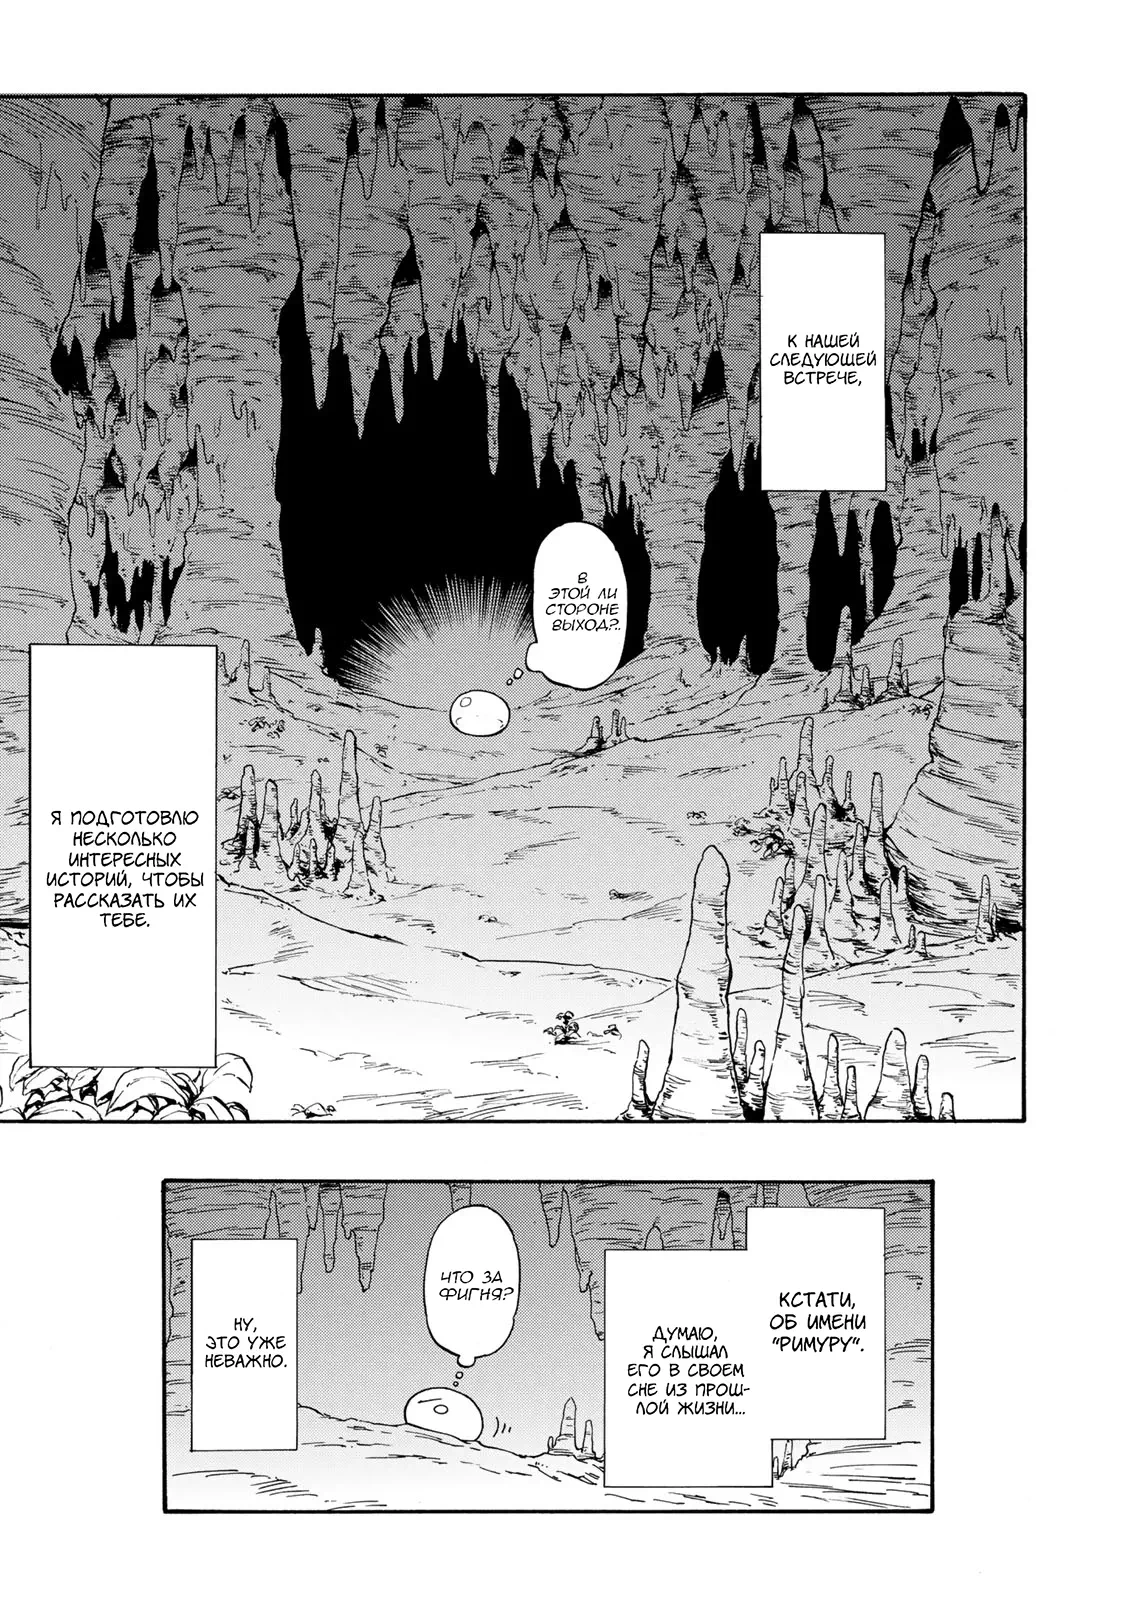 К НАШЕЙ
СЛЕДУЮЩЕЙ
ВСТРЕЧЕ,
В
ЭТОЙ ЛИ
СТОРОНЕ
ВЫХОД?..
Я ПОДГОТОВЛЮ
НЕСКОЛЬКО
ИНТЕРЕСНЫХ
ИСТОРИЙ, ЧТОБЫ
РАССКАЗАТЬ ИХ
ТЕБЕ.
КСТАТИ,
ОБ ИМЕНИ
"РИМУРУ".
ДУМАЮ,
Я СЛЫШАЛ
ЕГО В СВОЕМ
СНЕ ИЗ ПРОШ-
ЛОЙ ЖИЗНИ...
ЧТО ЗА
ФИГНЯ?
НУ,
ЭТО УЖЕ
НЕВАЖНО.